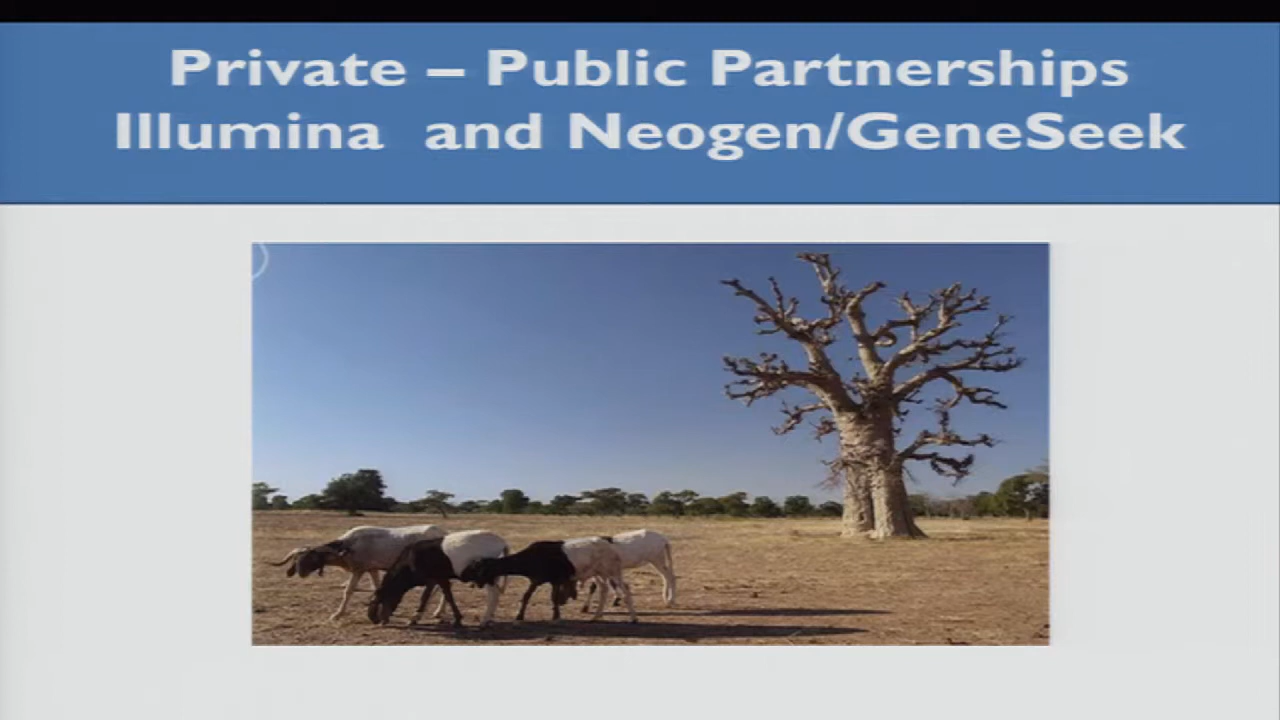 Private – Public Partnerships
Illumina and Neogen/GeneSeek